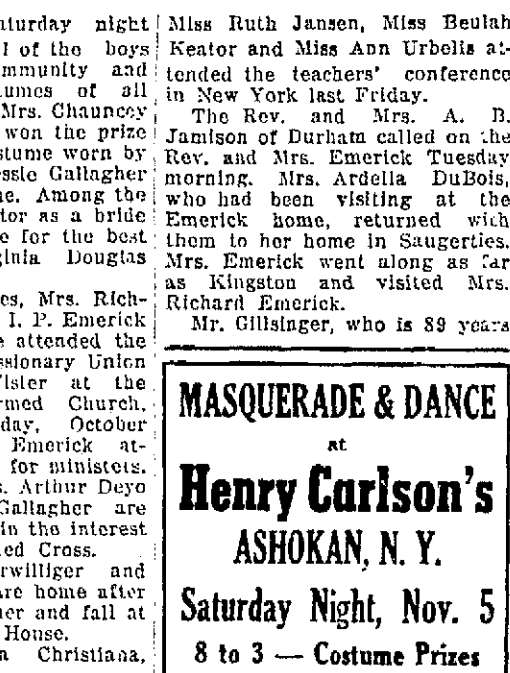 aturday night
l of the boys
mmunity and
tumes of all
Mrs. Chauncey
won the prize
stume worn by
ssie Gallagher
ne. Among the
tor as a bride
e for the best
ginia Douglas
es, Mrs. Rich-
I. P. Emerick
e attended the
ssionary Union
lster at the
rmed Church,
day, October
Emerick at-
for ministers.
s. Arthur Deyo
Gallagher are
in the interest
ed Cross.
rwilliger and
are home after
ner and fall at
House.
a Christiana,
Miss Ruth Jansen, Miss Beulah
Keator and Miss Ann Urbelis at-
tended the teachers' conference
in New York last Friday.
The Rev. and Mrs. A. B.
Jamison of Durham called on the
Rev. and Mrs. Emerick Tuesday
morning. Mrs. Ardella DuBois,
who had been visiting at the
Emerick home, returned with
them to her home in Saugerties.
Mrs. Emerick went along as far
as Kingston and visited Mrs.
Richard Emerick.
Mr. Gilsinger, who is 89 years
MASQUERADE & DANCE
at
Henry Carlson's
ASHOKAN, N. Y.
Saturday Night, Nov. 5
8 to 3 — Costume Prizes